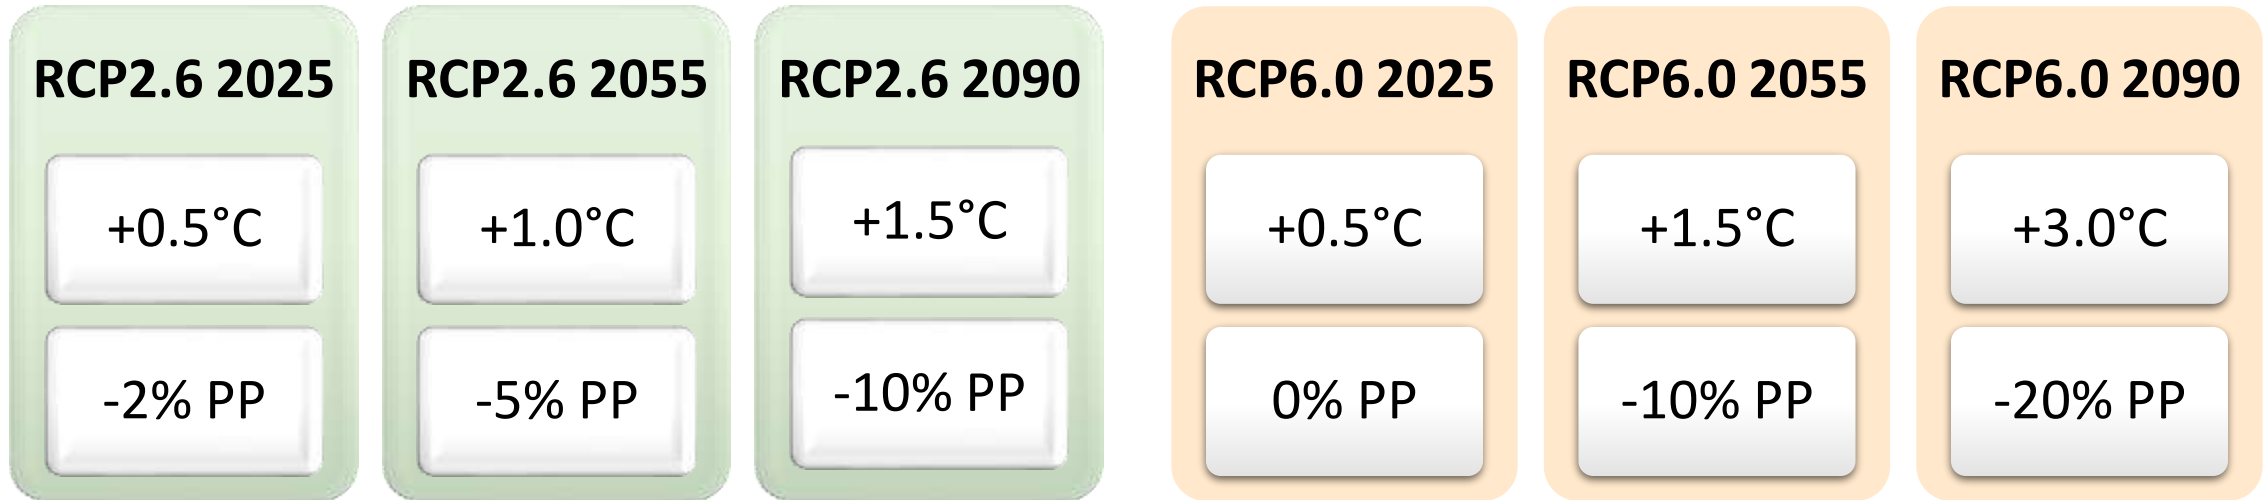 RCP2.6 2025
+0.5°C
-2% PP
RCP2.6 2055
+1.0°C
-5% PP
RCP2.6 2090
+1.5°C
-10% PP
RCP6.0 2025
+0.5°C
0% PP
RCP6.0 2055
+1.5°C
-10% PP
RCP6.0 2090
+3.0°C
-20% PP